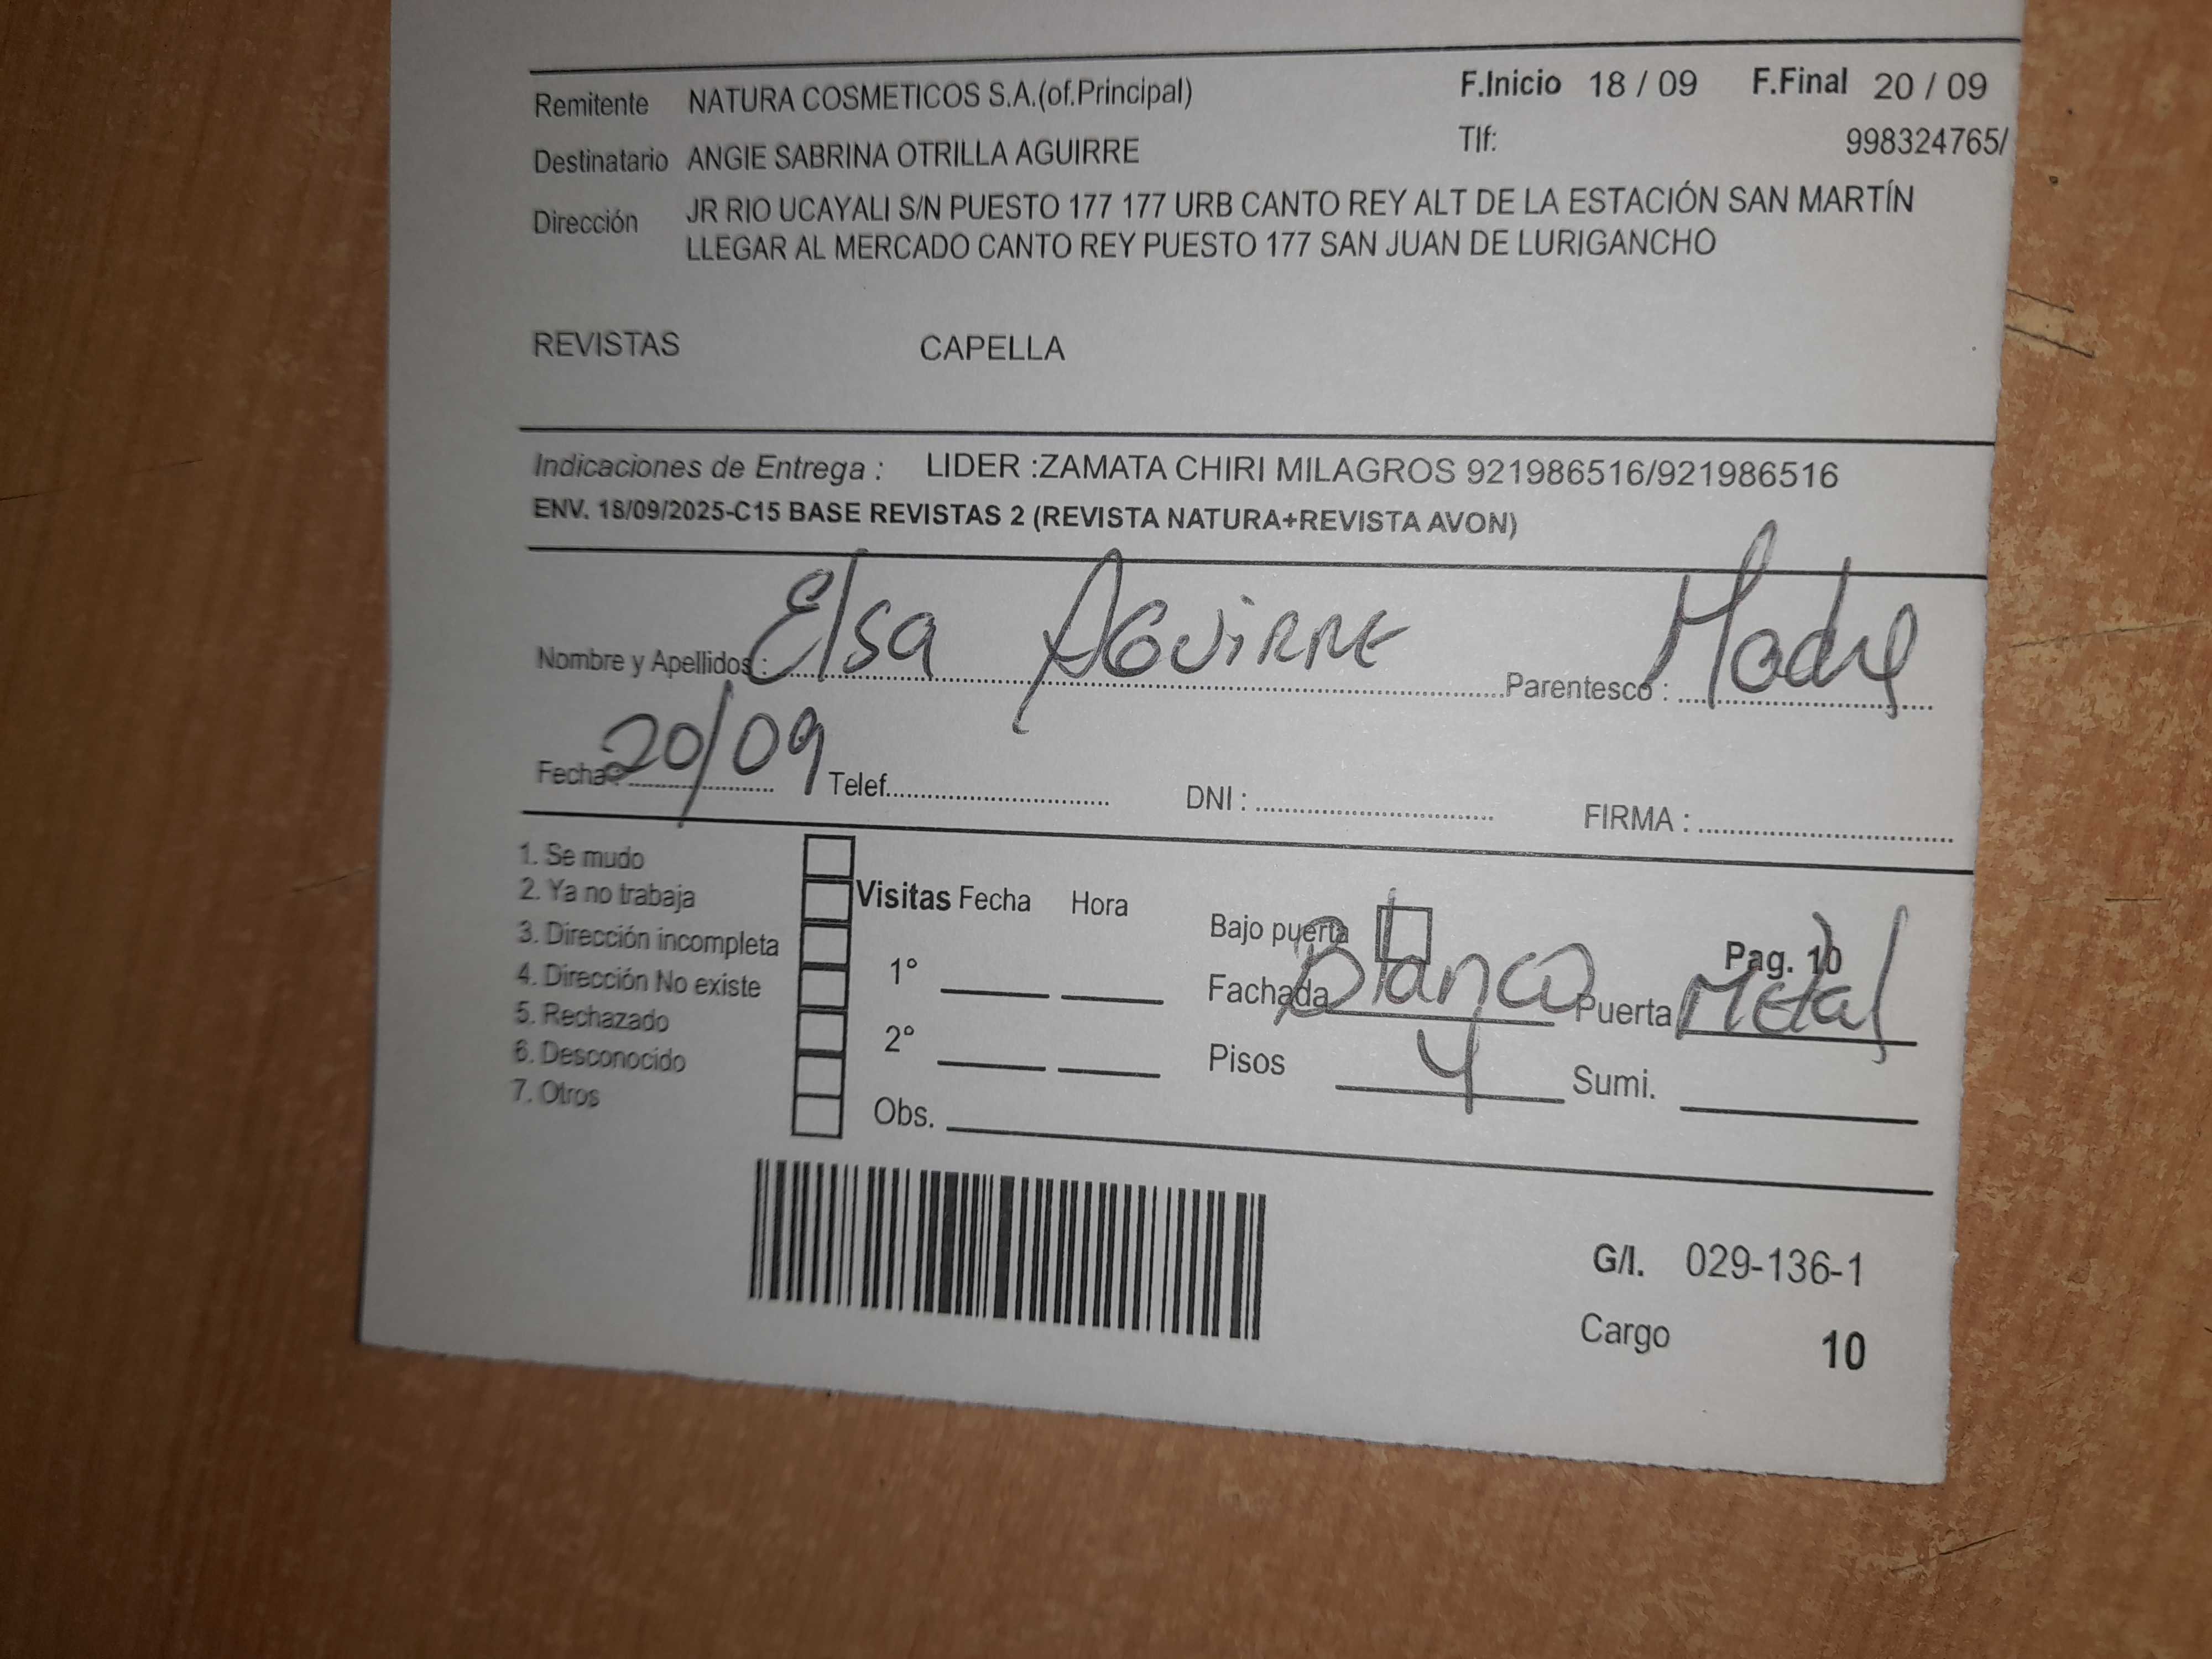 Remitente NATURA COSMETICOS S.A.(of.Principal) F.Inicio 18 / 09 F.Final 20 / 09
Destinatario ANGIE SABRINA OTRILLA AGUIRRE Tlf: 998324765/
Dirección JR RIO UCAYALI S/N PUESTO 177 177 URB CANTO REY ALT DE LA ESTACIÓN SAN MARTÍN
LLEGAR AL MERCADO CANTO REY PUESTO 177 SAN JUAN DE LURIGANCHO
REVISTAS CAPELLA
Indicaciones de Entrega : LIDER :ZAMATA CHIRI MILAGROS 921986516/921986516
ENV. 18/09/2025-C15 BASE REVISTAS 2 (REVISTA NATURA+REVISTA AVON)
Nombre y Apellidos : Elsa AGUiRRE Parentesco : Madre
Fecha : 20/09 Telef. DNI : FIRMA :
1. Se mudo
2. Ya no trabaja Visitas Fecha Hora Bajo puerta Pag. 10
3. Dirección incompleta
4. Dirección No existe 1° Fachada Blanco Puerta Metal
5. Rechazado
6. Desconocido 2° Pisos 4 Sumi.
7. Otros Obs.
G/I. 029-136-1
Cargo 10